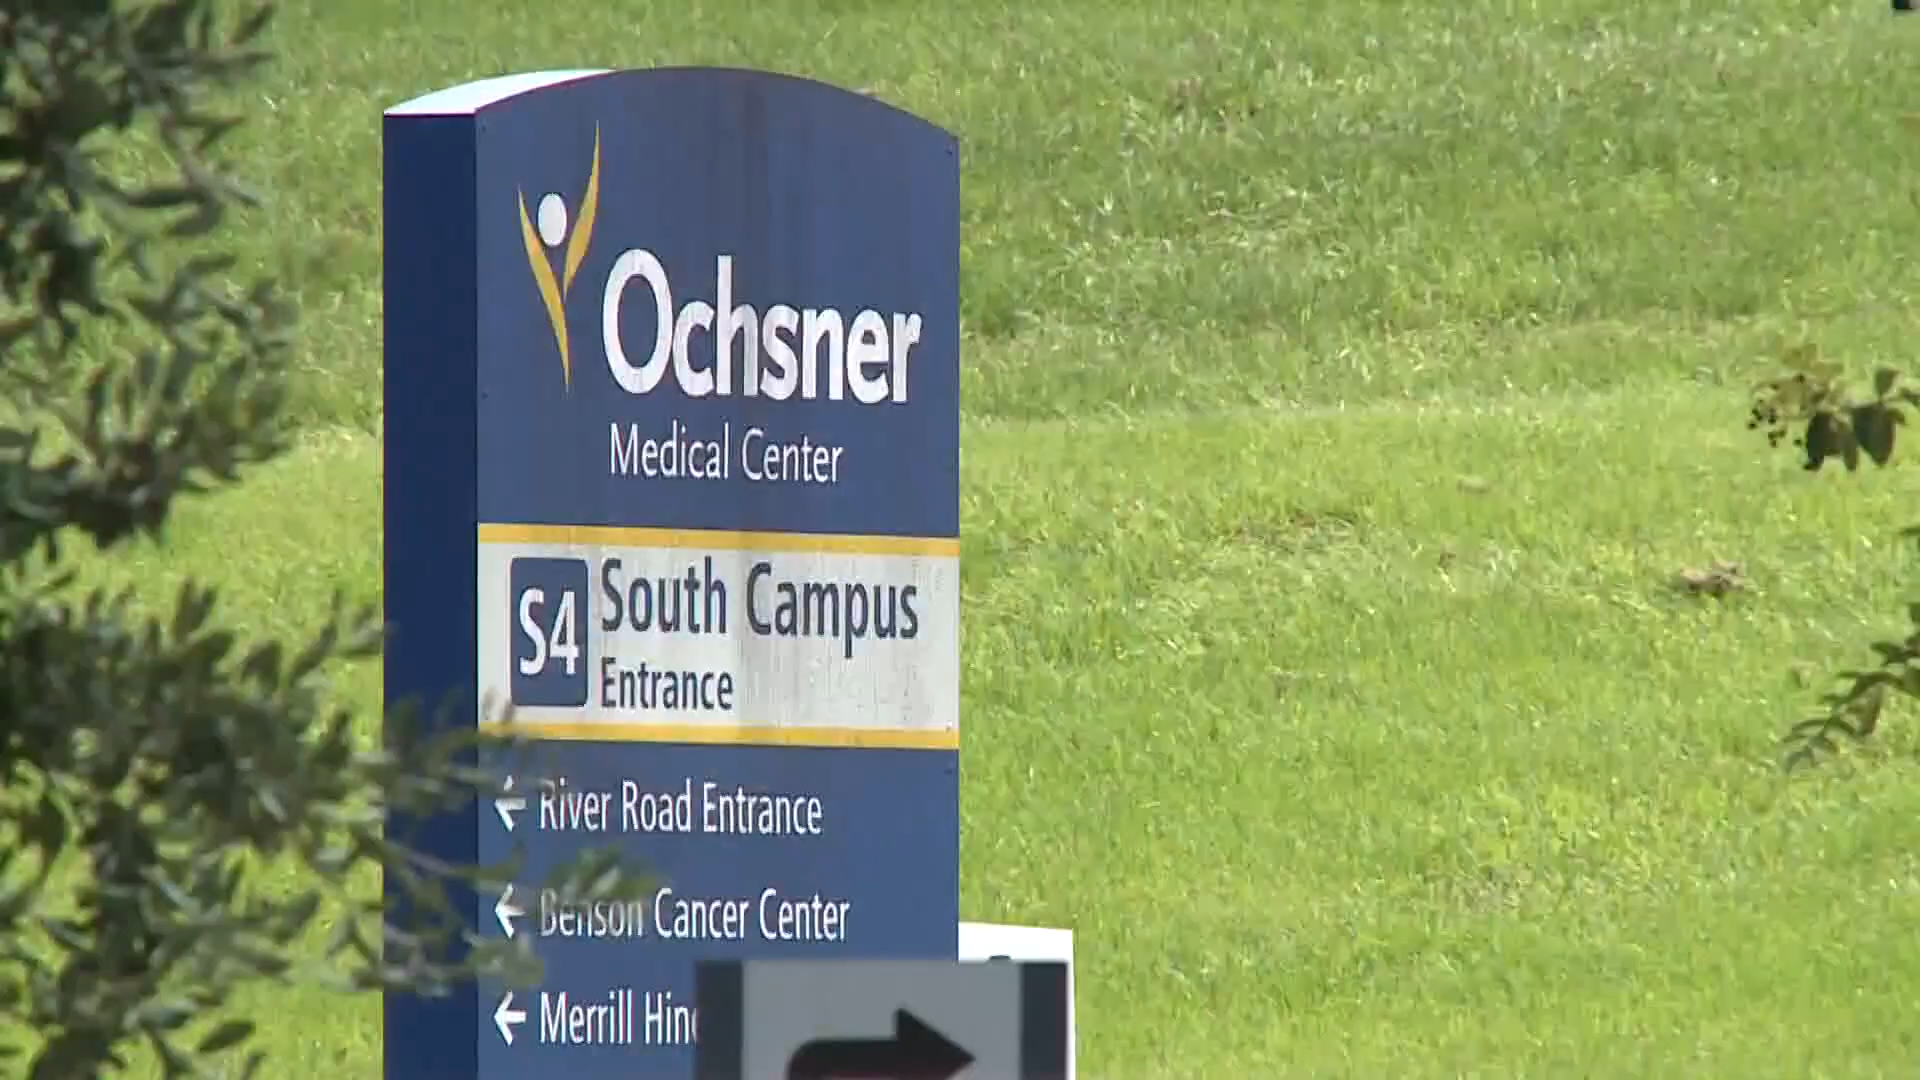 Ochsner
Medical Center
S4
South Campus
Entrance
River Road Entrance
Benson Cancer Center
Merrill